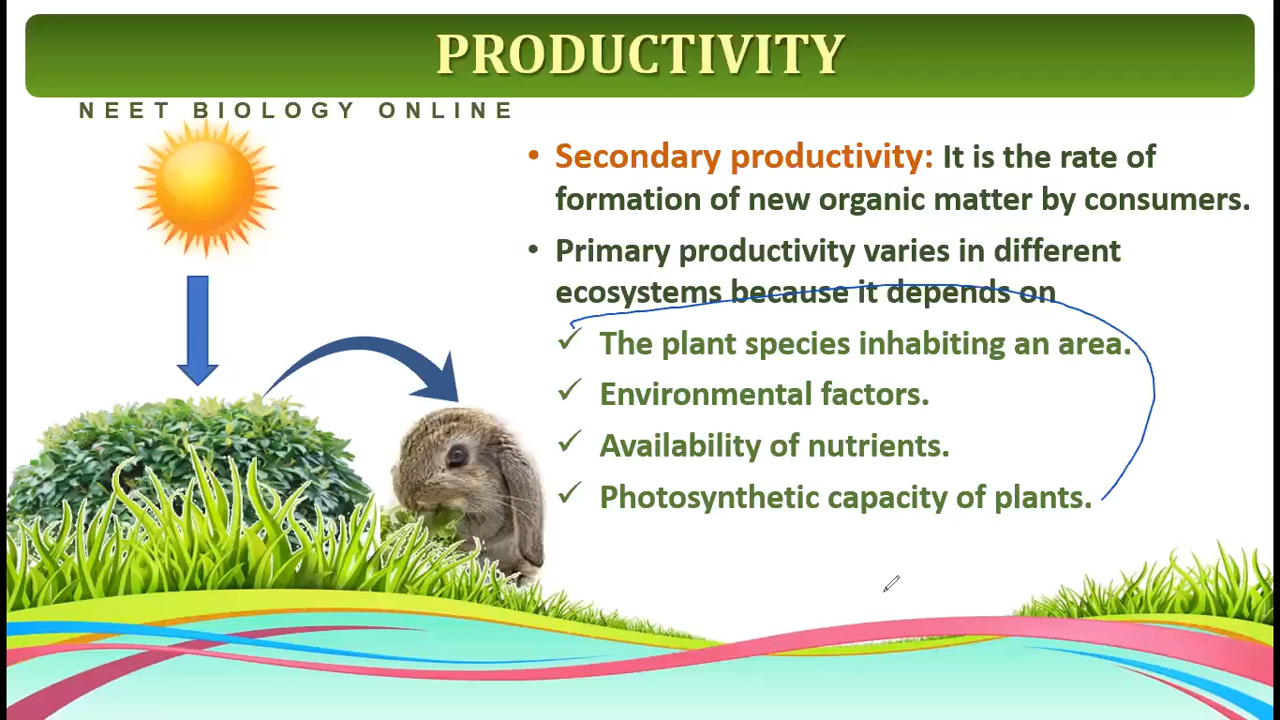 PRODUCTIVITY
NEET BIOLOGY ONLINE
• Secondary productivity: It is the rate of
formation of new organic matter by consumers.
• Primary productivity varies in different
ecosystems because it depends on
✓ The plant species inhabiting an area.
✓ Environmental factors.
✓ Availability of nutrients.
✓ Photosynthetic capacity of plants.